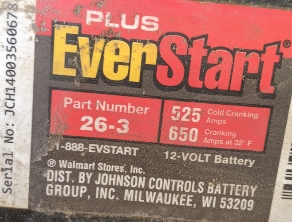 PLUS
EverStart
Part Number
26-3
525 Cold Cranking Amps
650 Cranking Amps at 32° F
1-888-EVSTART
12-VOLT Battery
® Walmart Stores, Inc.
DIST. BY JOHNSON CONTROLS BATTERY
GROUP, INC. MILWAUKEE, WI 53209
Serial No: JCH14003560678